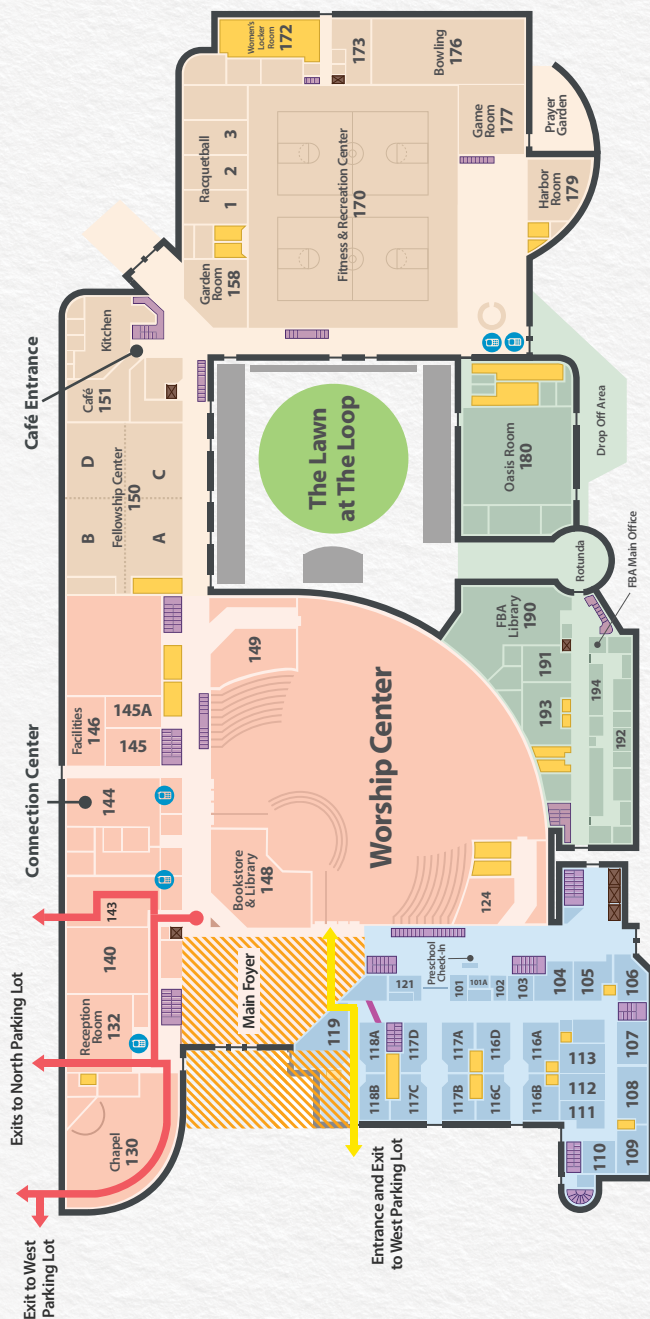 Women's
Locker
Room
172
173
Bowling
176
Racquetball
1
2
3
Game
Room
177
Prayer
Garden
Fitness & Recreation Center
170
Harbor
Room
179
Garden
Room
158
C
Café Entrance
Kitchen
Café
151
D
B
Fellowship Center
150
C
A
The Lawn
at The Loop
Oasis Room
180
Drop Off Area
Rotunda
FBA Main Office
FBA
Library
190
191
193
194
192
149
Facilities
146
145A
145
Connection Center
144
Worship Center
Bookstore
& Library
148
124
143
140
Reception
Room
132
Main Foyer
Exits to North Parking Lot
Chapel
130
Exit to West
Parking Lot
Entrance and Exit
to West Parking Lot
Preschool
Check-In
121
101
101A
102
103
104
105
106
119
118A
117D
117A
116D
116A
113
107
118B
117C
117B
116C
116B
112
111
108
110
109